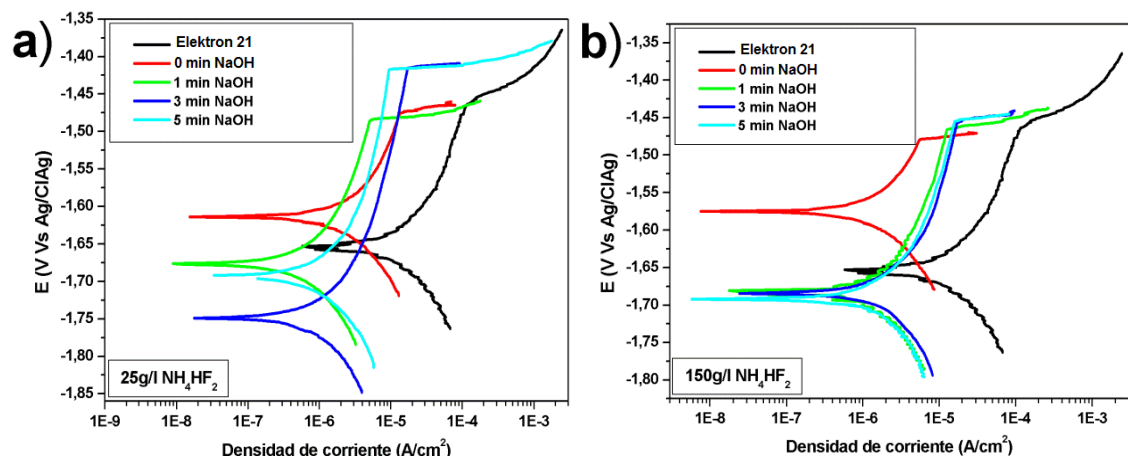 a)
-1,35
-1,40
-1,45
-1,50
-1,55
-1,60
-1,65
-1,70
-1,75
-1,80
-1,85
E (V Vs Ag/ClAg)
Elektron 21
0 min NaOH
1 min NaOH
3 min NaOH
5 min NaOH
25g/l NH₄HF₂
1E-9 1E-8 1E-7 1E-6 1E-5 1E-4 1E-3
Densidad de corriente (A/cm²)
b)
-1,35
-1,40
-1,45
-1,50
-1,55
-1,60
-1,65
-1,70
-1,75
-1,80
E (V Vs Ag/ClAg)
Elektron 21
0 min NaOH
1 min NaOH
3 min NaOH
5 min NaOH
150g/l NH₄HF₂
1E-8 1E-7 1E-6 1E-5 1E-4 1E-3
Densidad de corriente (A/cm²)